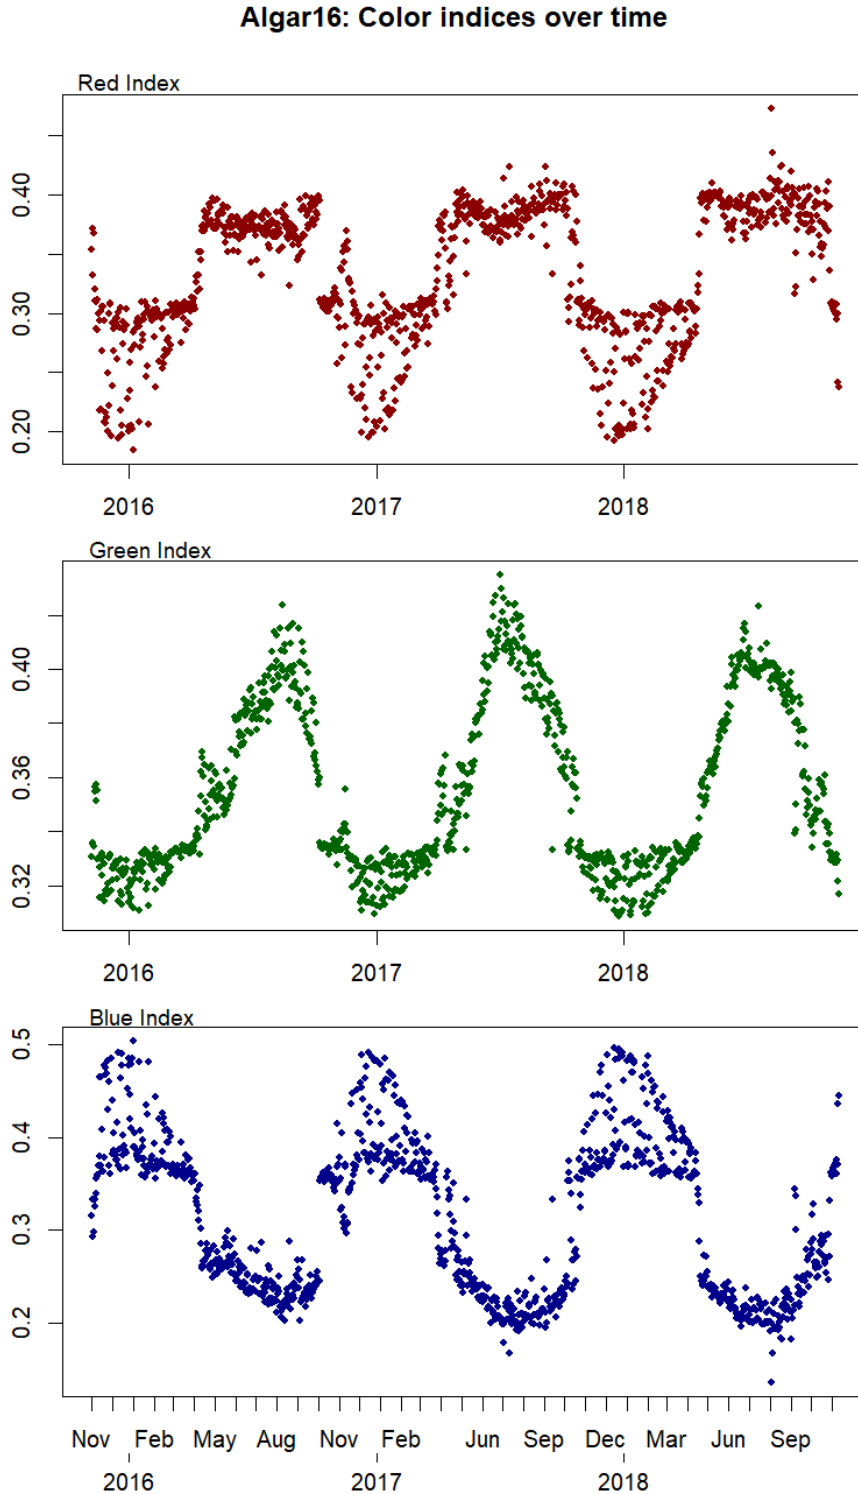 Algar16: Color indices over time
Red Index
0.40
0.30
0.20
2016 2017 2018
Green Index
0.40
0.36
0.32
2016 2017 2018
Blue Index
0.5
0.4
0.3
0.2
Nov Feb May Aug Nov Feb Jun Sep Dec Mar Jun Sep
2016 2017 2018